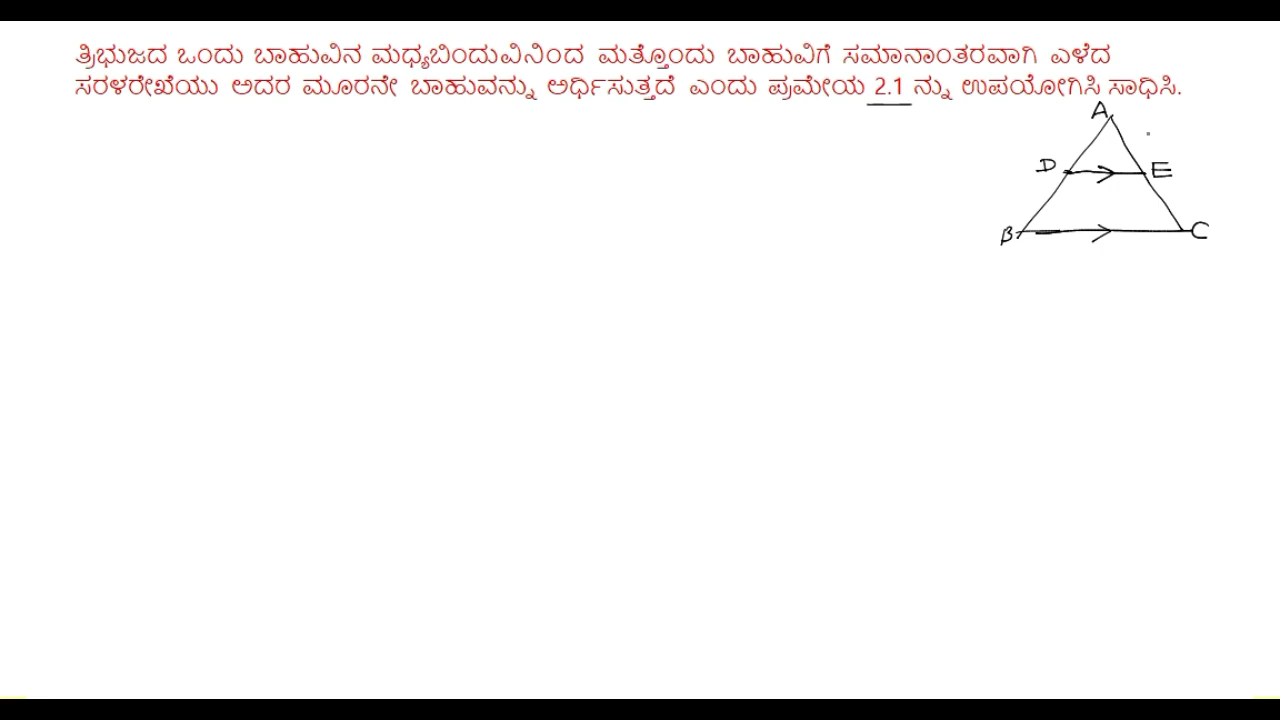 ತ್ರಿಭುಜದ ಒಂದು ಬಾಹುವಿನ ಮಧ್ಯಬಿಂದುವಿನಿಂದ ಮತ್ತೊಂದು ಬಾಹುವಿಗೆ ಸಮಾನಾಂತರವಾಗಿ ಎಳೆದ
ಸರಳರೇಖೆಯು ಅದರ ಮೂರನೇ ಬಾಹುವನ್ನು ಅರ್ಧಿಸುತ್ತದೆ ಎಂದು ಪ್ರಮೇಯ 2.1 ನ್ನು ಉಪಯೋಗಿಸಿ ಸಾಧಿಸಿ.
A
D E
B C